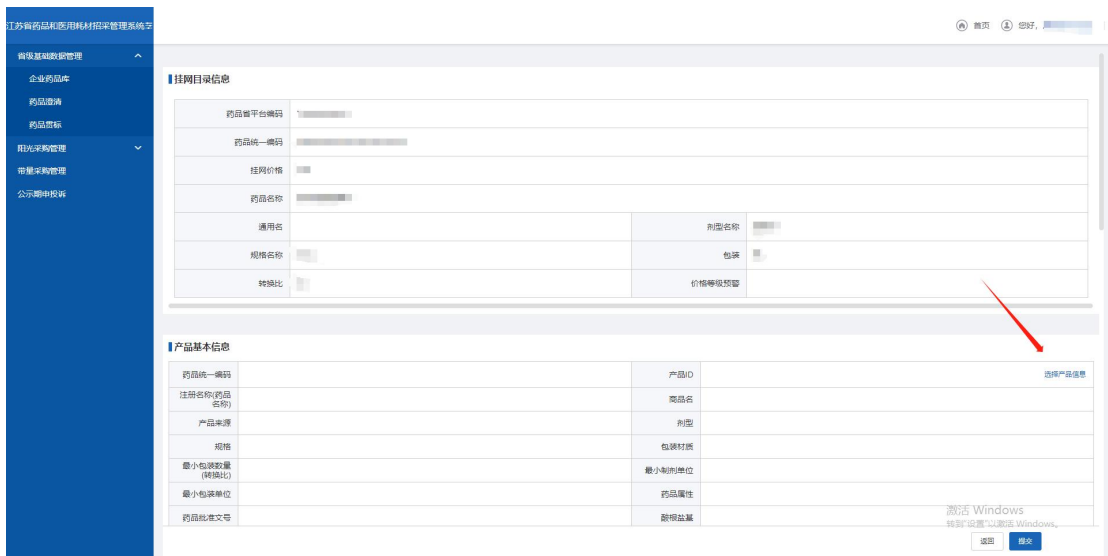 江苏省药品和医用耗材招采管理系统
首页 您好,
省级基础数据管理
企业药品库
药品澄清
药品贯标
阳光采购管理
带量采购管理
公示期申投诉
挂网目录信息
药品省平台编码
药品统一编码
挂网价格
药品名称
通用名 剂型名称
规格名称 包装
转换比 价格等级预警
产品基本信息
药品统一编码 产品ID 选择产品信息
注册名称(药品
名称) 商品名
产品来源 剂型
规格 包装材质
最小包装数量
(转换比) 最小制剂单位
最小包装单位 药品属性
药品批准文号 酸根盐基
激活 Windows
转到"设置"以激活 Windows。
返回 提交